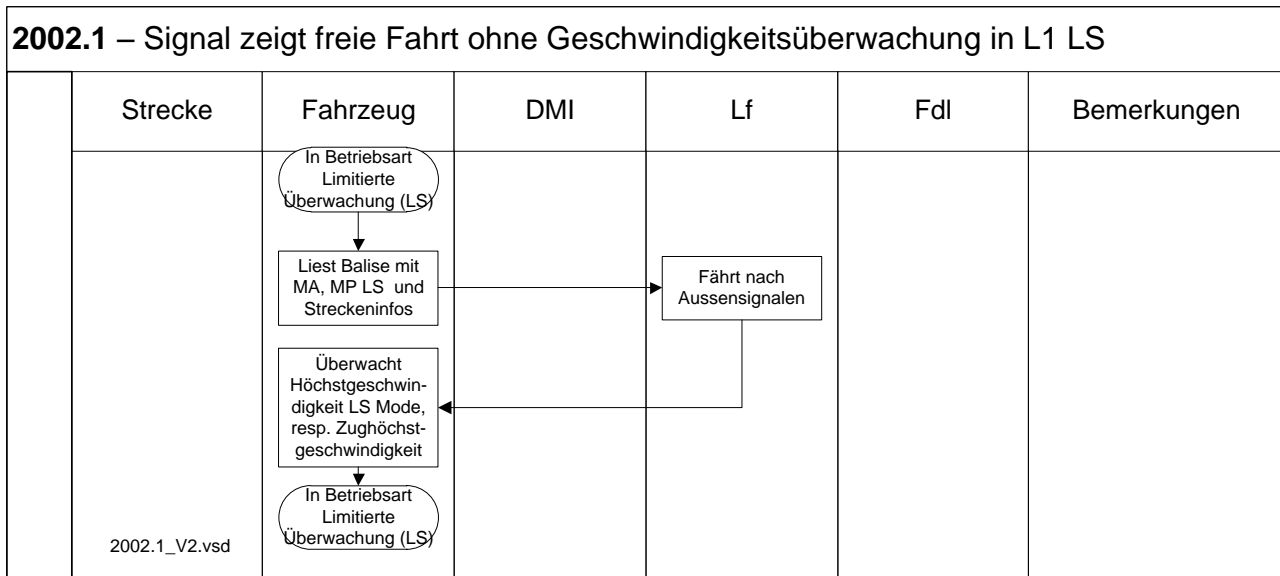 2002.1 – Signal zeigt freie Fahrt ohne Geschwindigkeitsüberwachung in L1 LS
Strecke
Fahrzeug
DMI
Lf
Fdl
Bemerkungen
In Betriebsart
Limitierte
Überwachung (LS)
Liest Balise mit
MA, MP LS und
Streckeninfos
Fährt nach
Aussensignalen
Überwacht
Höchstgeschwin-
digkeit LS Mode,
resp. Zughöchst-
geschwindigkeit
In Betriebsart
Limitierte
Überwachung (LS)
2002.1_V2.vsd